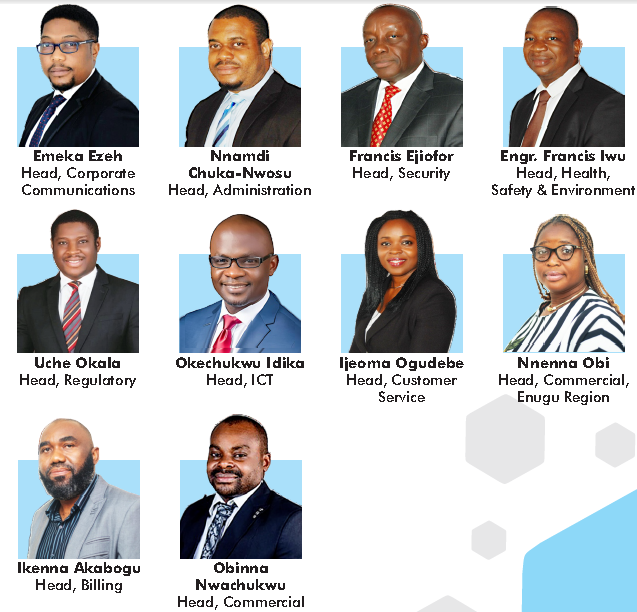 Emeka Ezeh
Head, Corporate
Communications
Nnamdi
Chuka-Nwosu
Head, Administration
Francis Ejiofor
Head, Security
Engr. Francis Iwu
Head, Health,
Safety & Environment
Uche Okala
Head, Regulatory
Okechukwu Idika
Head, ICT
Ijeoma Ogudebe
Head, Customer
Service
Nnenna Obi
Head, Commercial,
Enugu Region
Ikenna Akabogu
Head, Billing
Obinna
Nwachukwu
Head, Commercial